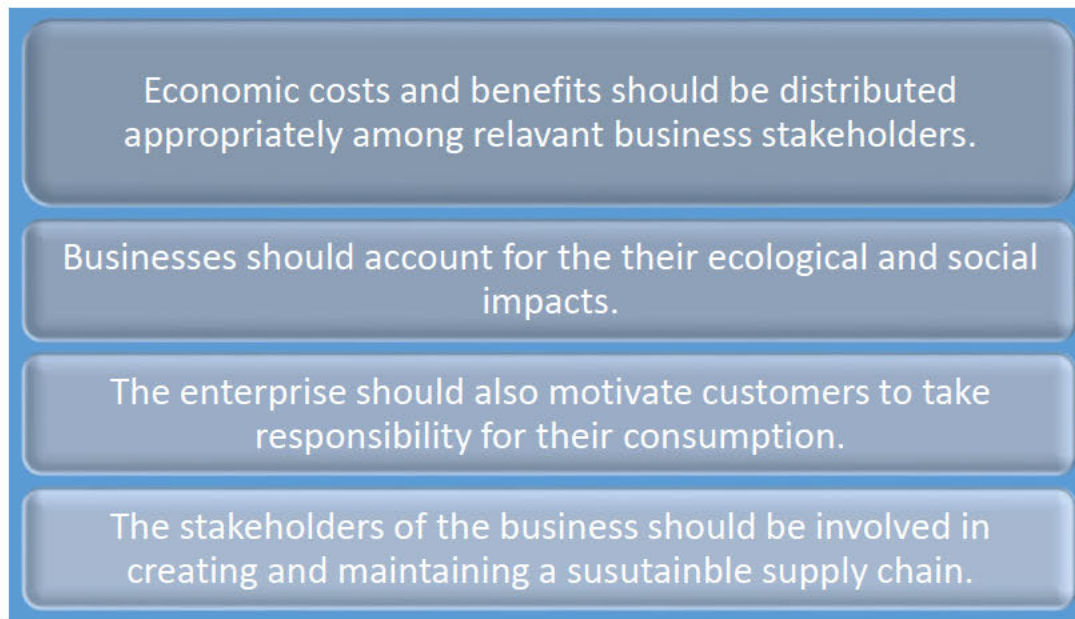 Economic costs and benefits should be distributed
appropriately among relavant business stakeholders.
Businesses should account for the their ecological and social
impacts.
The enterprise should also motivate customers to take
responsibility for their consumption.
The stakeholders of the business should be involved in
creating and maintaining a susutainble supply chain.